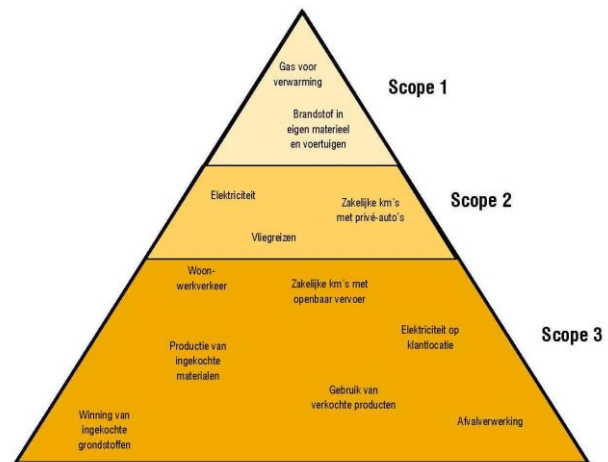 Gas voor
verwarming
Scope 1
Brandstof in
eigen materieel
en voertuigen
Elektriciteit
Zakelijke km's
met privé-auto's
Scope 2
Vliegreizen
Woon-
werkverkeer
Zakelijke km's met
openbaar vervoer
Elektriciteit op
klantlocatie
Scope 3
Productie van
ingekochte
materialen
Gebruik van
verkochte producten
Winning van
ingekochte
grondstoffen
Afvalverwerking